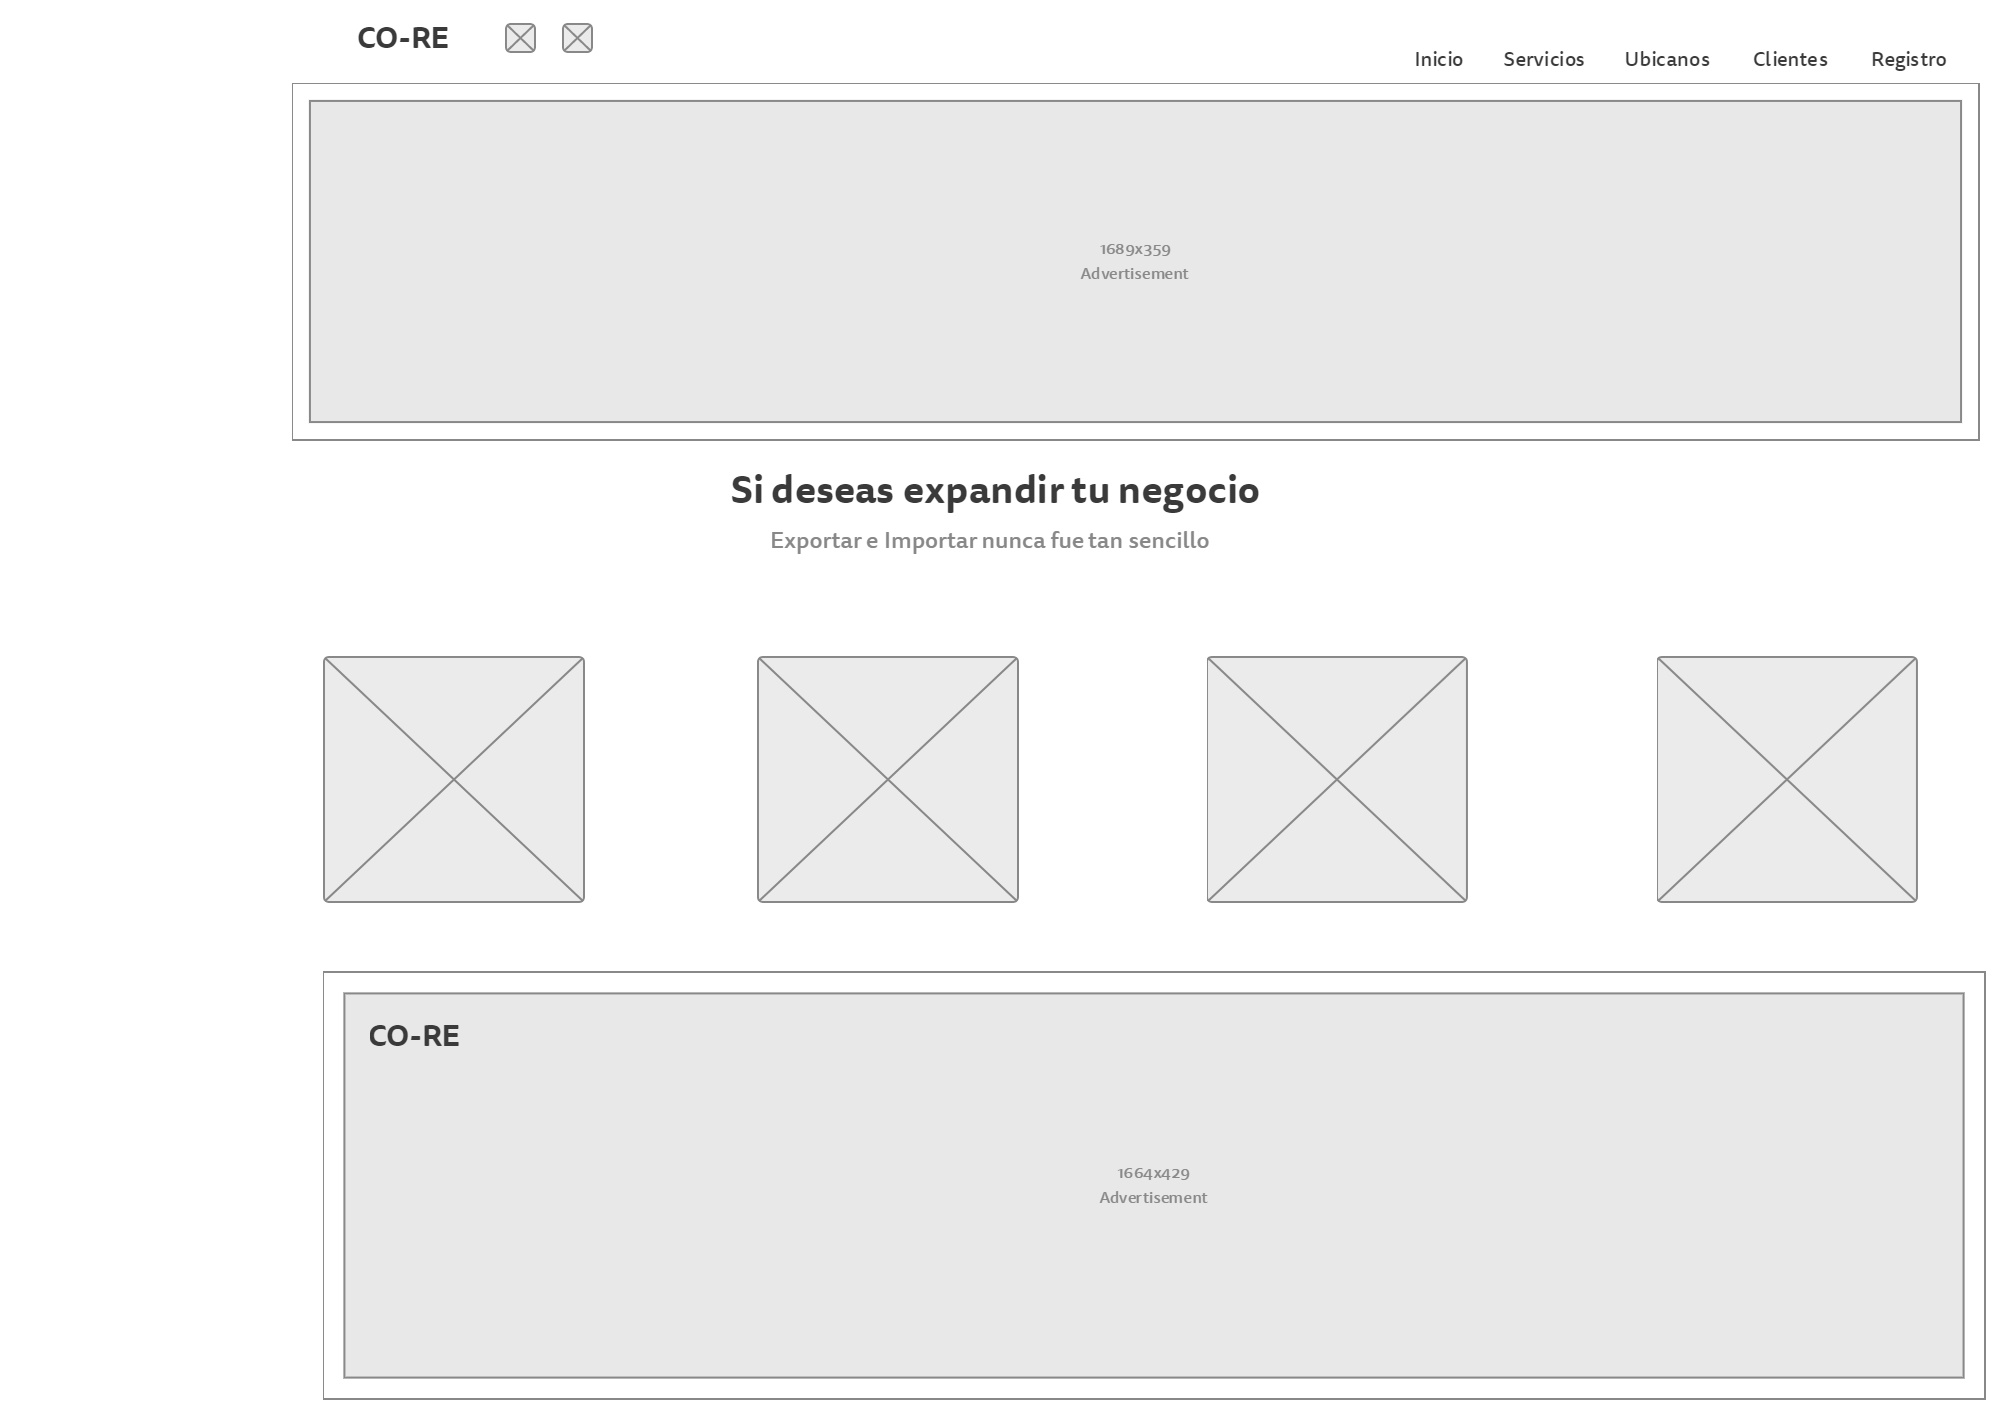 CO-RE
Inicio Servicios Ubicanos Clientes Registro
1689x359
Advertisement
Si deseas expandir tu negocio
Exportar e Importar nunca fue tan sencillo
CO-RE
1664x429
Advertisement